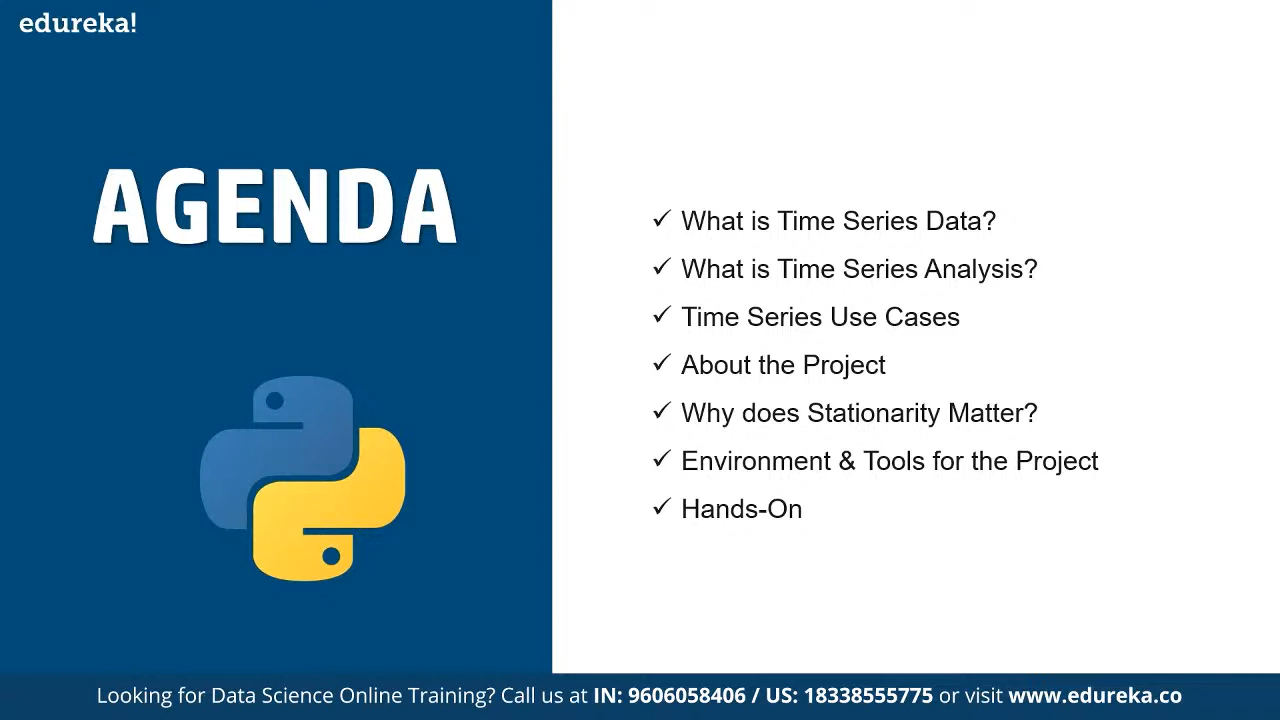 edureka!
AGENDA
✓ What is Time Series Data?
✓ What is Time Series Analysis?
✓ Time Series Use Cases
✓ About the Project
✓ Why does Stationarity Matter?
✓ Environment & Tools for the Project
✓ Hands-On
Looking for Data Science Online Training? Call us at IN: 9606058406 / US: 18338555775 or visit www.edureka.co